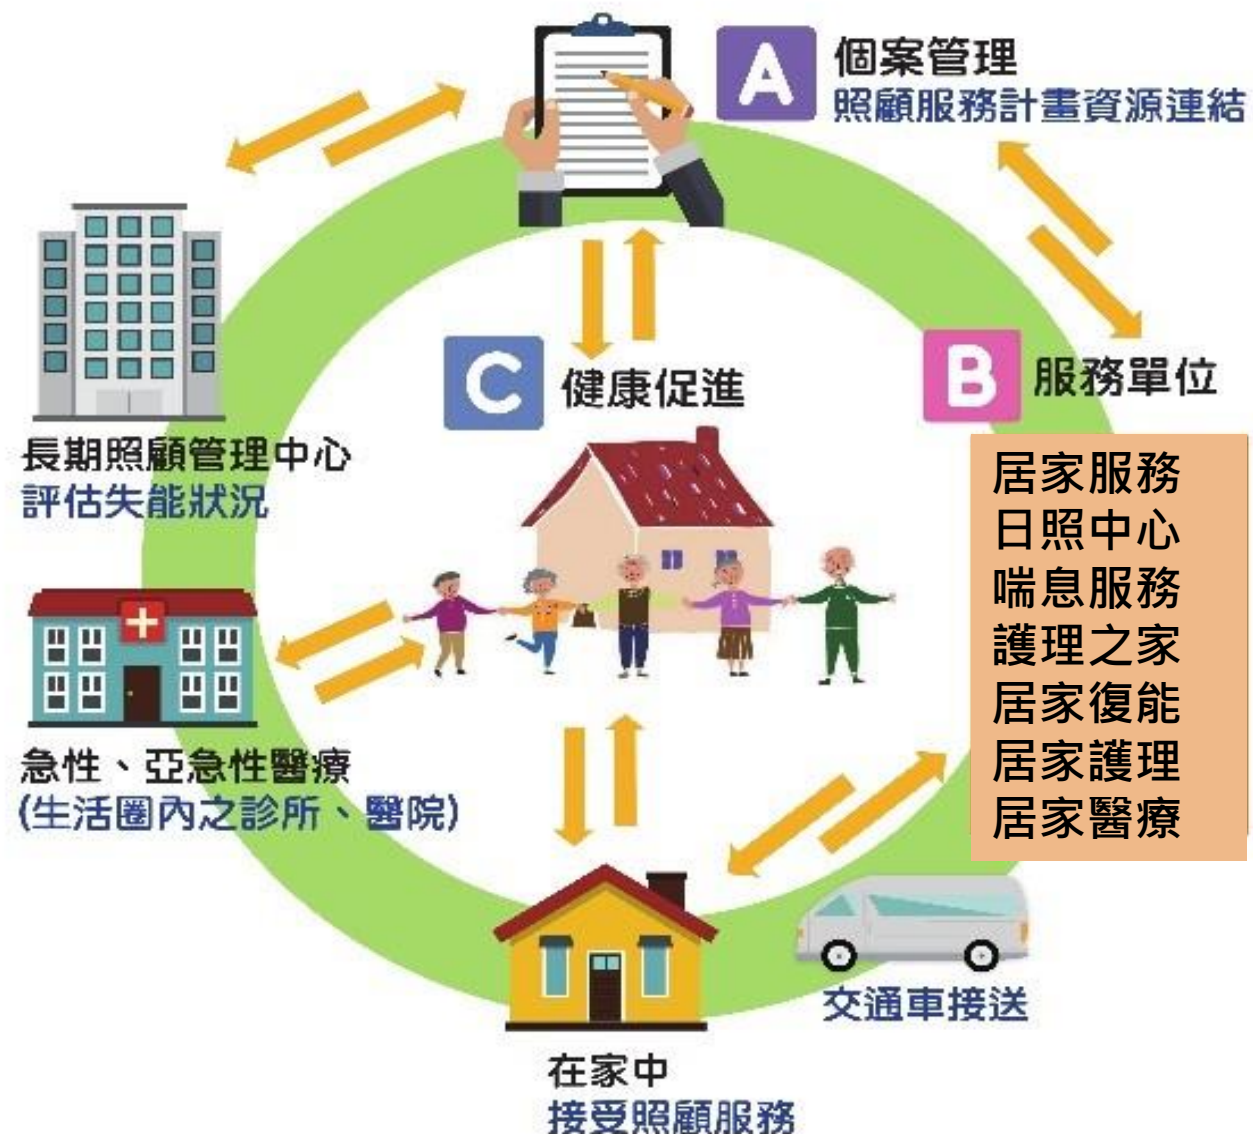 A
個案管理
照顧服務計畫資源連結
C
健康促進
B
服務單位
長期照顧管理中心
評估失能狀況
居家服務
日照中心
喘息服務
護理之家
居家復能
居家護理
居家醫療
急性、亞急性醫療
(生活圈內之診所、醫院)
交通車接送
在家中
接受照顧服務